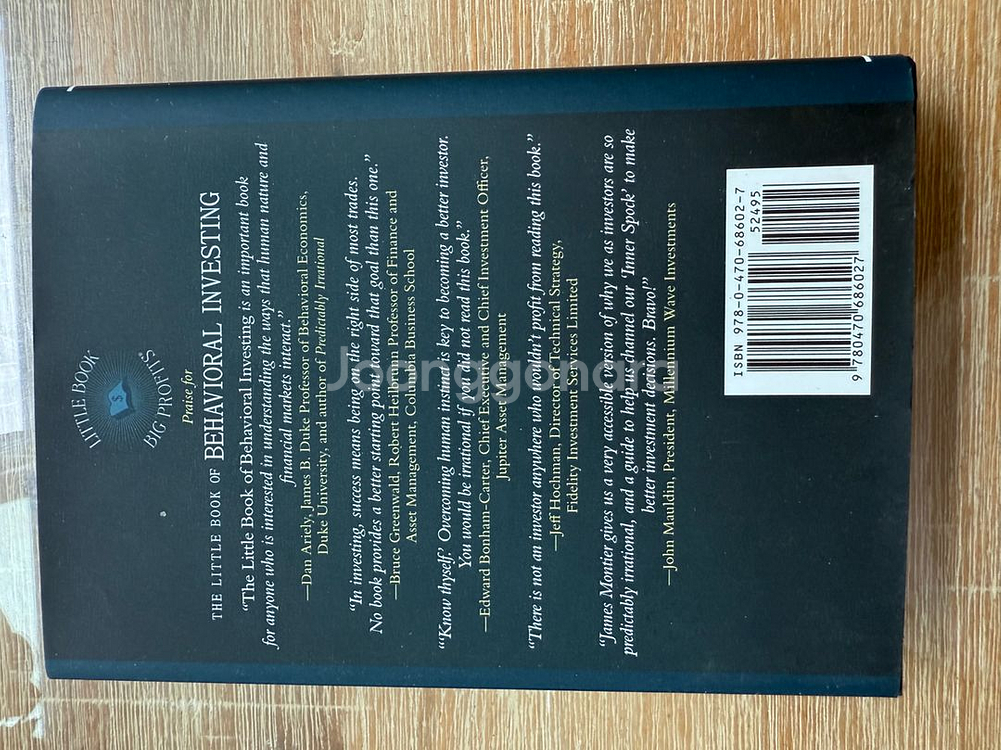 LITTLE BOOK
$
BIG PROFITS
Praise for
THE LITTLE BOOK OF
BEHAVIORAL INVESTING
"The Little Book of Behavioral Investing is an important book
for anyone who is interested in understanding the ways that human nature and
financial markets interact."
—Dan Ariely, James B. Duke Professor of Behavioral Economics,
Duke University, and author of Predictably Irrational
"In investing, success means being on the right side of most trades.
No book provides a better starting point toward that goal than this one."
—Bruce Greenwald, Robert Heilbrunn Professor of Finance and
Asset Management, Columbia Business School
"'Know thyself.' Overcoming human instinct is key to becoming a better investor.
You would be irrational if you did not read this book."
—Edward Bonham-Carter, Chief Executive and Chief Investment Officer,
Jupiter Asset Management
"There is not an investor anywhere who wouldn't profit from reading this book."
—Jeff Hochman, Director of Technical Strategy,
Fidelity Investment Services Limited
"James Montier gives us a very accessible version of why we as investors are so
predictably irrational, and a guide to help channel our 'Inner Spock' to make
better investment decisions. Bravo!"
—John Mauldin, President, Millennium Wave Investments
ISBN 978-0-470-68602-7
52495
9 780470 686027
Joonggonara